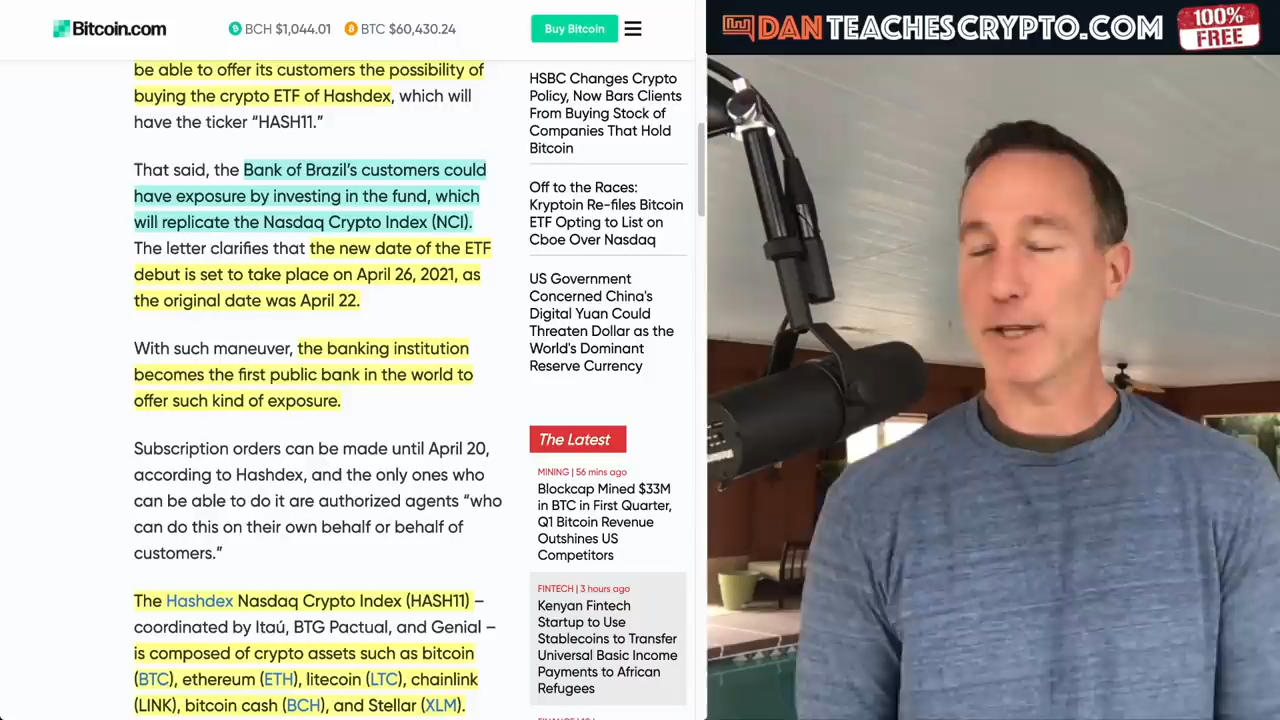 Bitcoin.com
BCH $1,044.01
BTC $60,430.24
Buy Bitcoin
DANTEACHESCRYPTO.COM
100%
FREE
be able to offer its customers the possibility of
buying the crypto ETF of Hashdex, which will
have the ticker “HASH11.”
That said, the Bank of Brazil’s customers could
have exposure by investing in the fund, which
will replicate the Nasdaq Crypto Index (NCI).
The letter clarifies that the new date of the ETF
debut is set to take place on April 26, 2021, as
the original date was April 22.
With such maneuver, the banking institution
becomes the first public bank in the world to
offer such kind of exposure.
Subscription orders can be made until April 20,
according to Hashdex, and the only ones who
can be able to do it are authorized agents “who
can do this on their own behalf or behalf of
customers.”
The Hashdex Nasdaq Crypto Index (HASH11) –
coordinated by Itaú, BTG Pactual, and Genial –
is composed of crypto assets such as bitcoin
(BTC), ethereum (ETH), litecoin (LTC), chainlink
(LINK), bitcoin cash (BCH), and Stellar (XLM).
HSBC Changes Crypto
Policy, Now Bars Clients
From Buying Stock of
Companies That Hold
Bitcoin
Off to the Races:
Kryptoin Re-files Bitcoin
ETF Opting to List on
Cboe Over Nasdaq
US Government
Concerned China's
Digital Yuan Could
Threaten Dollar as the
World's Dominant
Reserve Currency
The Latest
MINING | 56 mins ago
Blockcap Mined $33M
in BTC in First Quarter,
Q1 Bitcoin Revenue
Outshines US
Competitors
FINTECH | 3 hours ago
Kenyan Fintech
Startup to Use
Stablecoins to Transfer
Universal Basic Income
Payments to African
Refugees